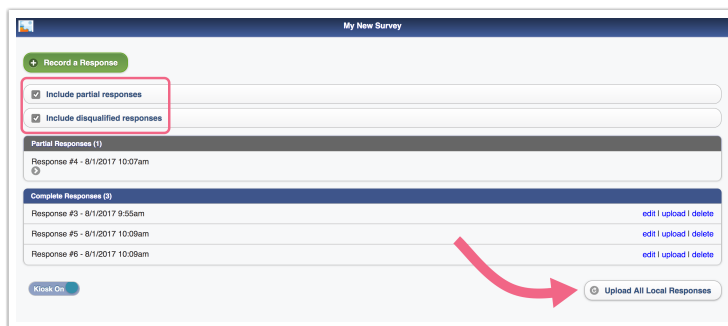 My New Survey
Record a Response
Include partial responses
Include disqualified responses
Partial Responses (1)
Response #4 - 8/1/2017 10:07am
Complete Responses (3)
Response #3 - 8/1/2017 9:55am edit | upload | delete
Response #5 - 8/1/2017 10:09am edit | upload | delete
Response #6 - 8/1/2017 10:09am edit | upload | delete
Kiosk On
Upload All Local Responses